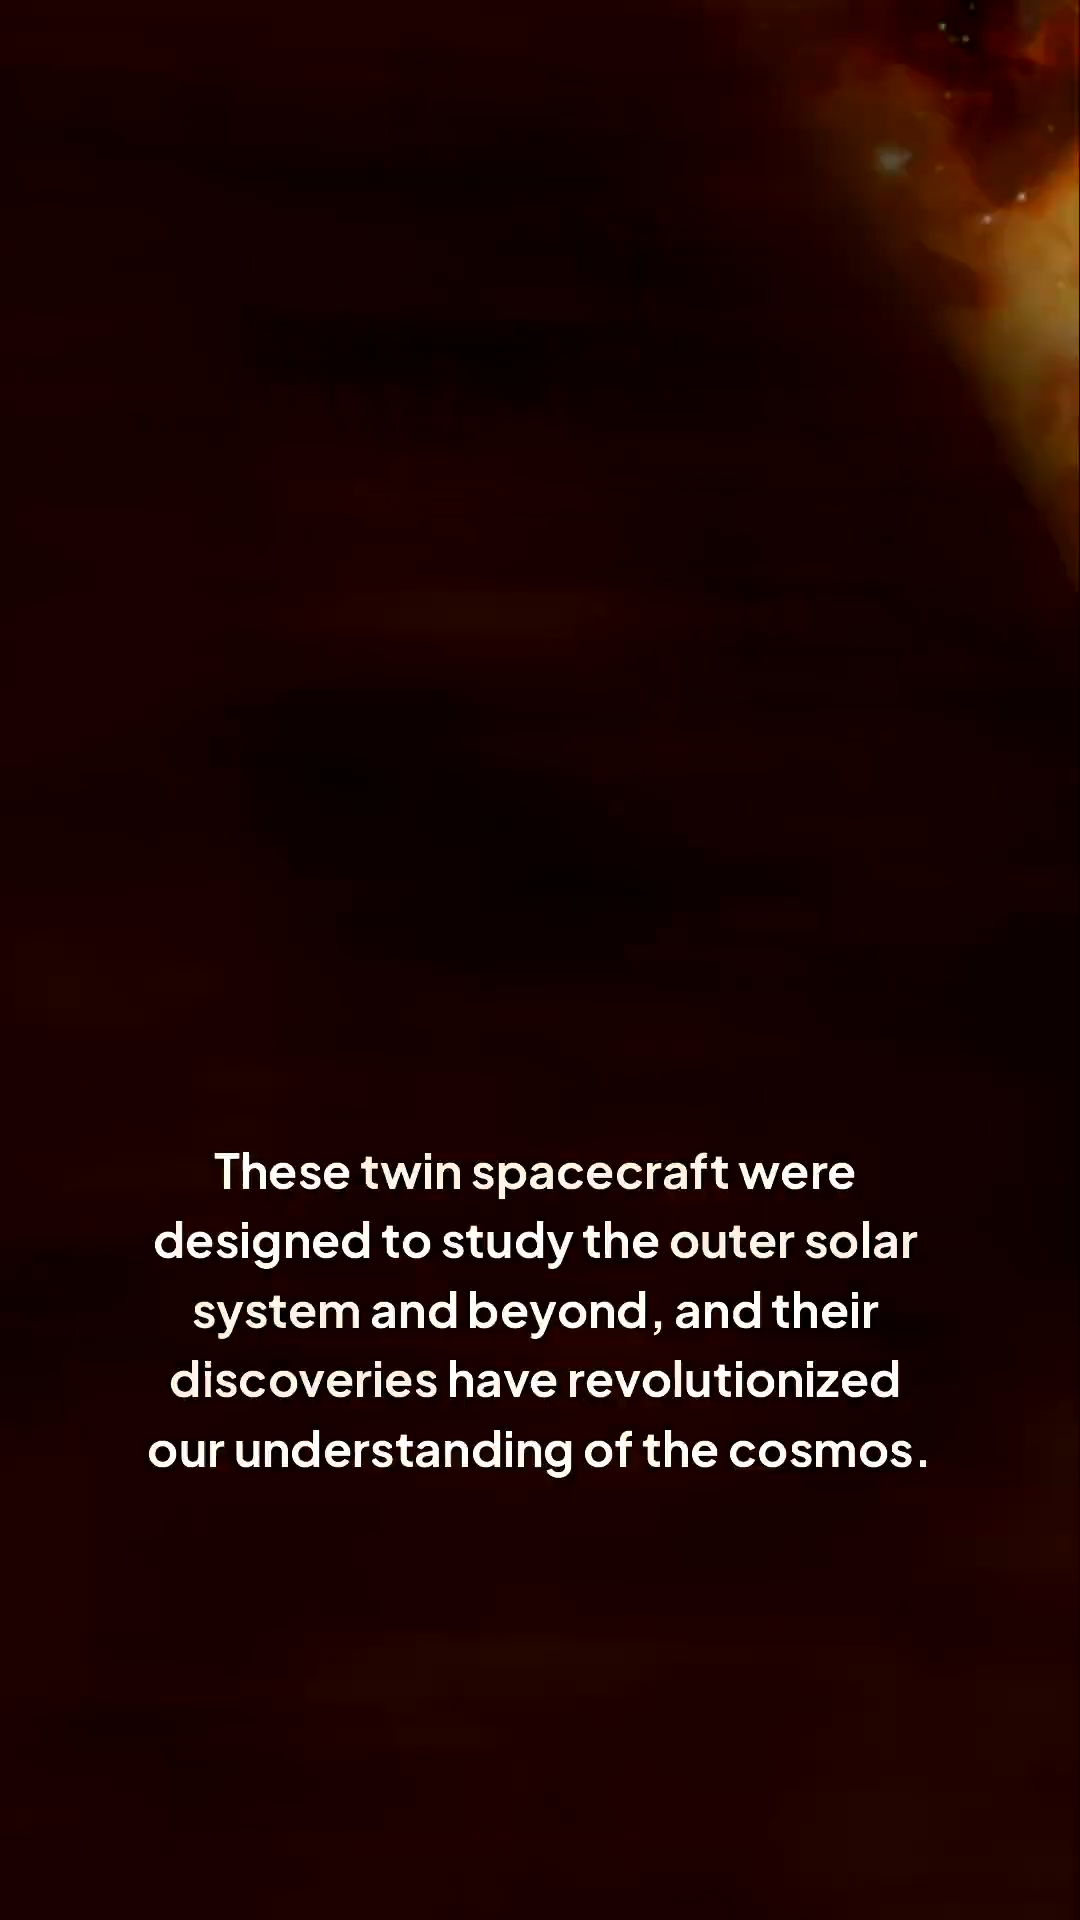 These twin spacecraft were
designed to study the outer solar
system and beyond, and their
discoveries have revolutionized
our understanding of the cosmos.